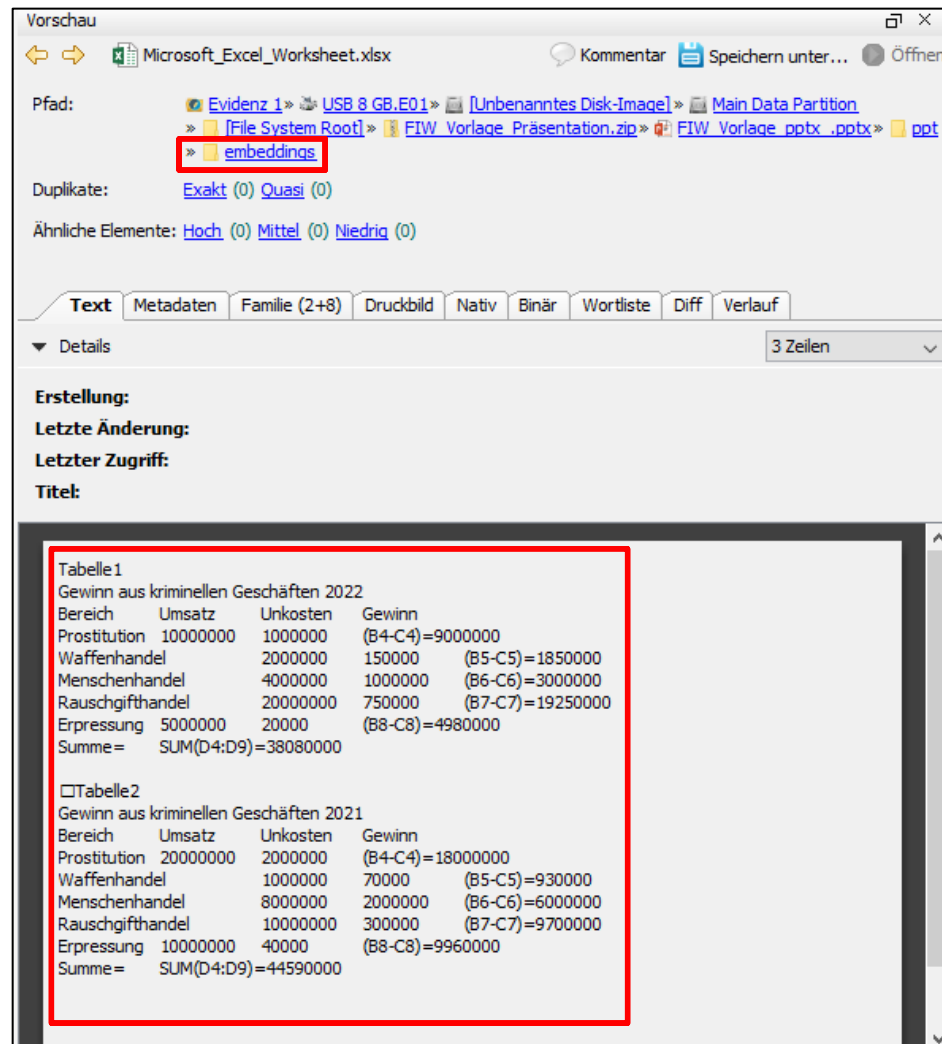 Vorschau
Microsoft_Excel_Worksheet.xlsx Kommentar Speichern unter... Öffnen
Pfad: Evidenz 1» USB 8 GB.E01» [Unbenanntes Disk-Image]» Main Data Partition
» [File System Root]» FIW_Vorlage_Präsentation.zip» FIW_Vorlage_pptx_.pptx» ppt
» embeddings
Duplikate: Exakt (0) Quasi (0)
Ähnliche Elemente: Hoch (0) Mittel (0) Niedrig (0)
Text Metadaten Familie (2+8) Druckbild Nativ Binär Wortliste Diff Verlauf
Details 3 Zeilen
Erstellung:
Letzte Änderung:
Letzter Zugriff:
Titel:
Tabelle1
Gewinn aus kriminellen Geschäften 2022
Bereich Umsatz Unkosten Gewinn
Prostitution 10000000 1000000 (B4-C4)=9000000
Waffenhandel 2000000 150000 (B5-C5)=1850000
Menschenhandel 4000000 1000000 (B6-C6)=3000000
Rauschgifthandel 20000000 750000 (B7-C7)=19250000
Erpressung 5000000 20000 (B8-C8)=4980000
Summe= SUM(D4:D9)=38080000
□Tabelle2
Gewinn aus kriminellen Geschäften 2021
Bereich Umsatz Unkosten Gewinn
Prostitution 20000000 2000000 (B4-C4)=18000000
Waffenhandel 1000000 70000 (B5-C5)=930000
Menschenhandel 8000000 2000000 (B6-C6)=6000000
Rauschgifthandel 10000000 300000 (B7-C7)=9700000
Erpressung 10000000 40000 (B8-C8)=9960000
Summe= SUM(D4:D9)=44590000